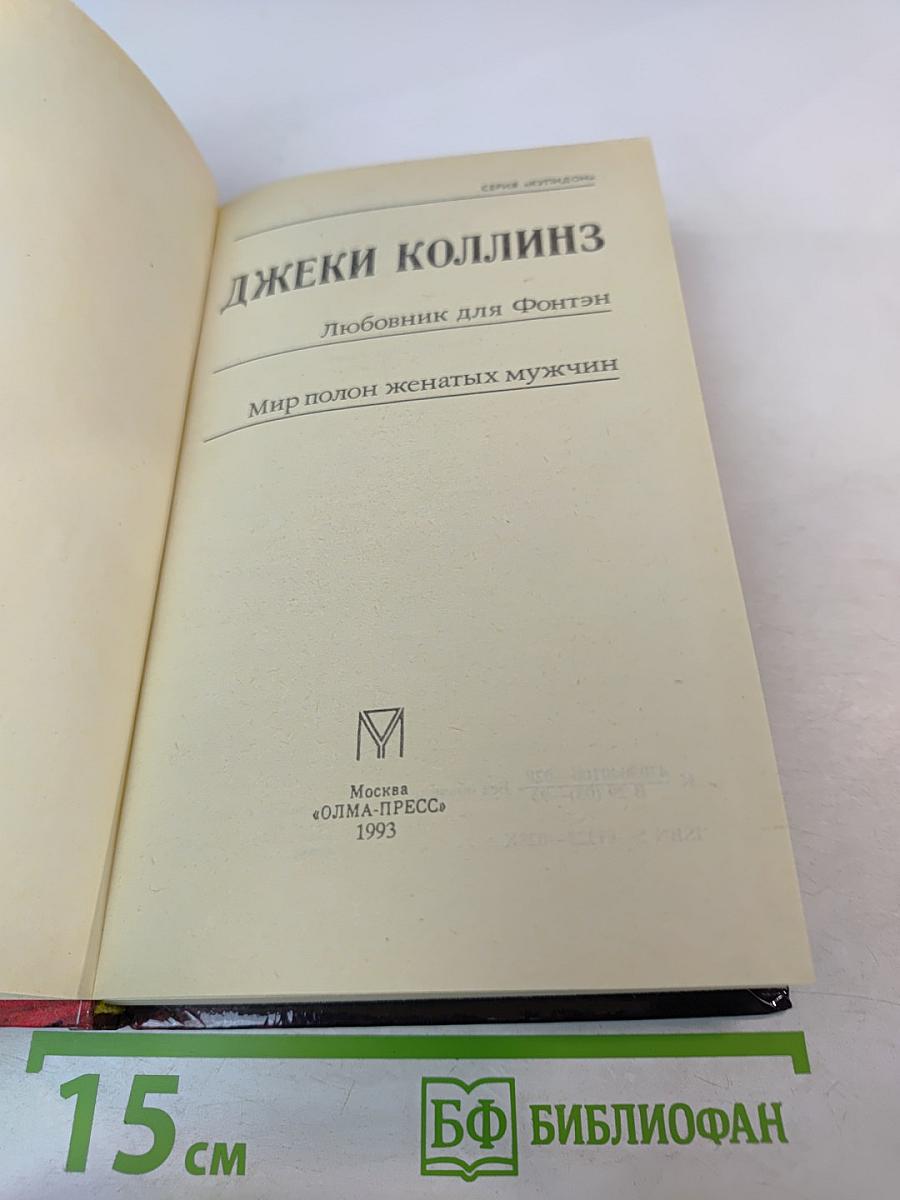 СЕРИЯ «КУПИДОН»
ДЖЕКИ КОЛЛИНЗ
Любовник для Фонтэн
Мир полон женатых мужчин
Москва
«ОЛМА-ПРЕСС»
1993
15 см
БФ БИБЛИОФАН